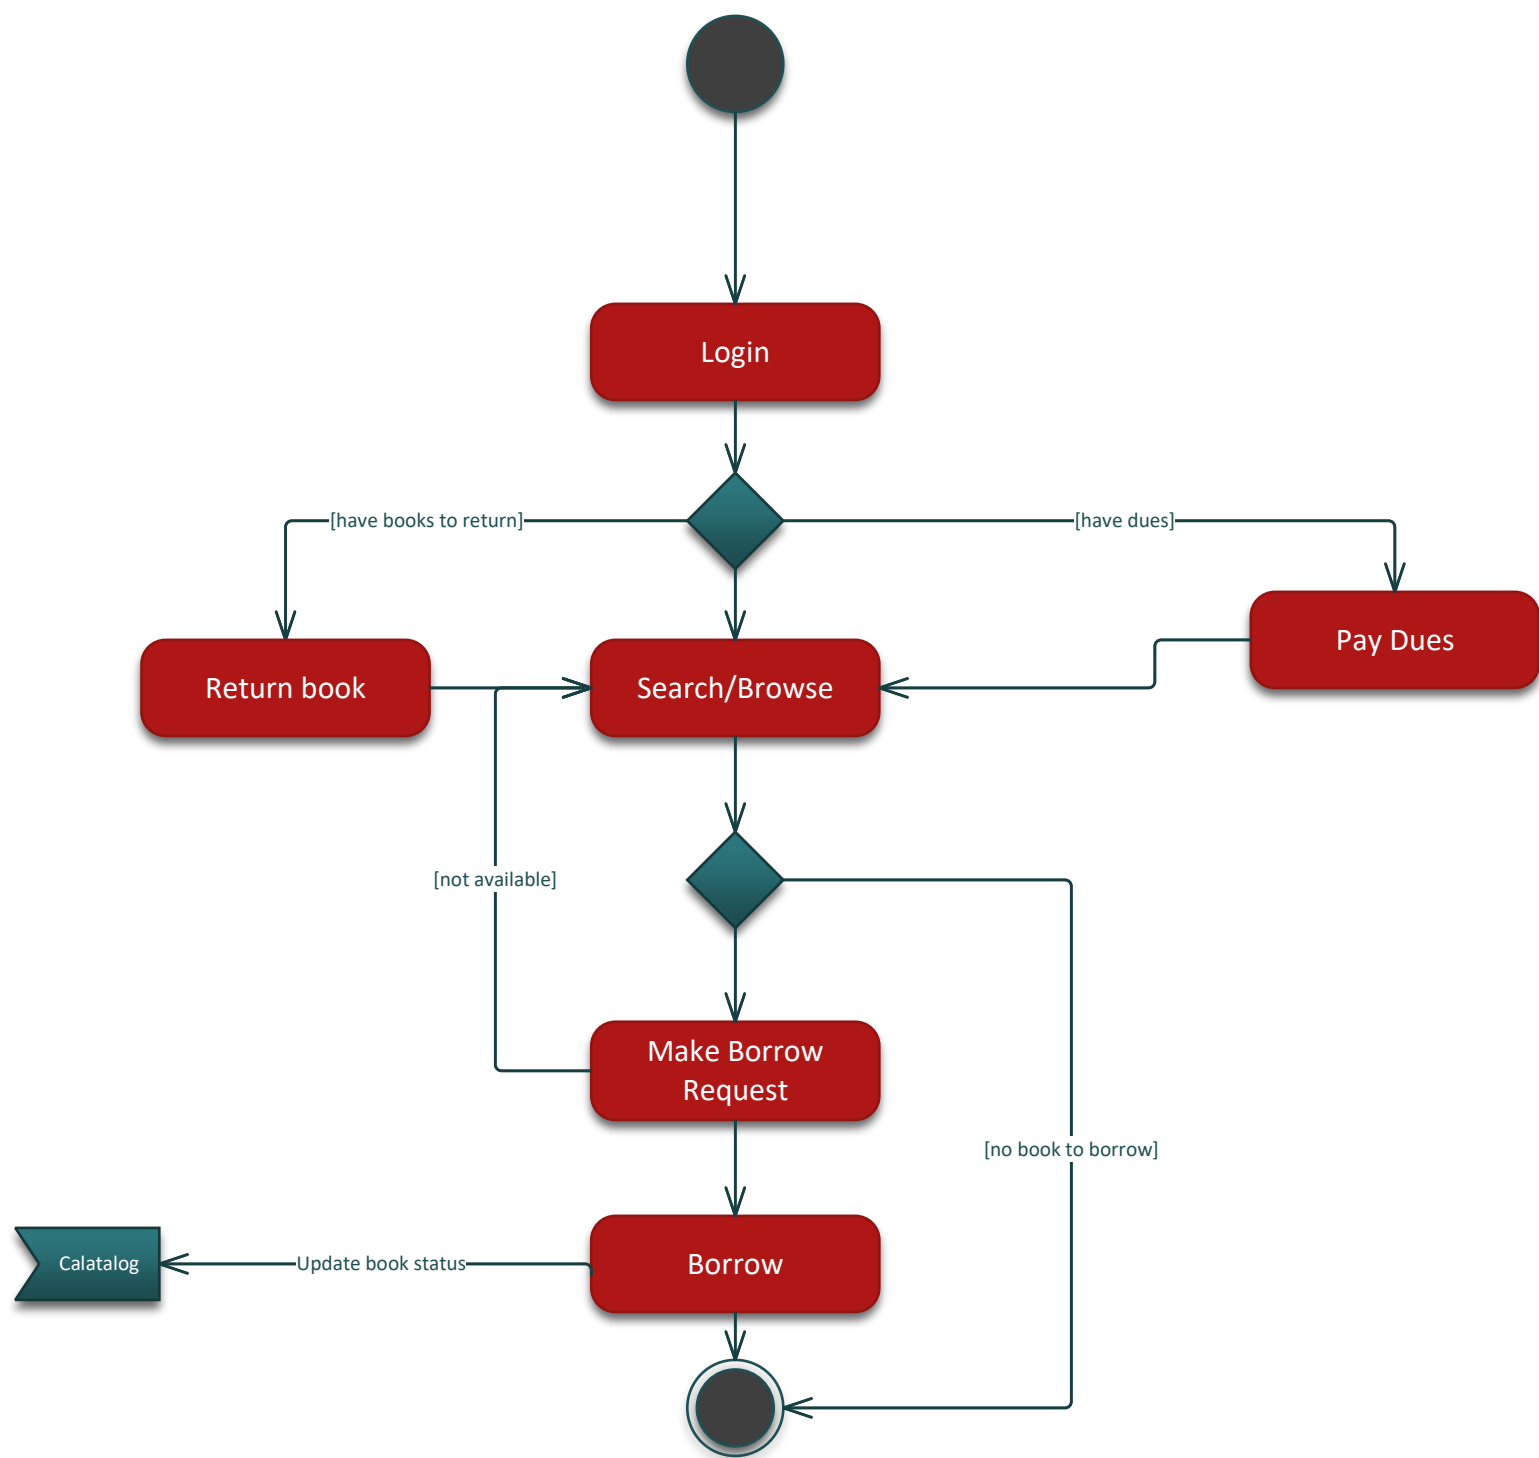 Login
[have books to return]
[have dues]
Return book
Search/Browse
Pay Dues
[not available]
Make Borrow
Request
[no book to borrow]
Calatalog
Update book status
Borrow